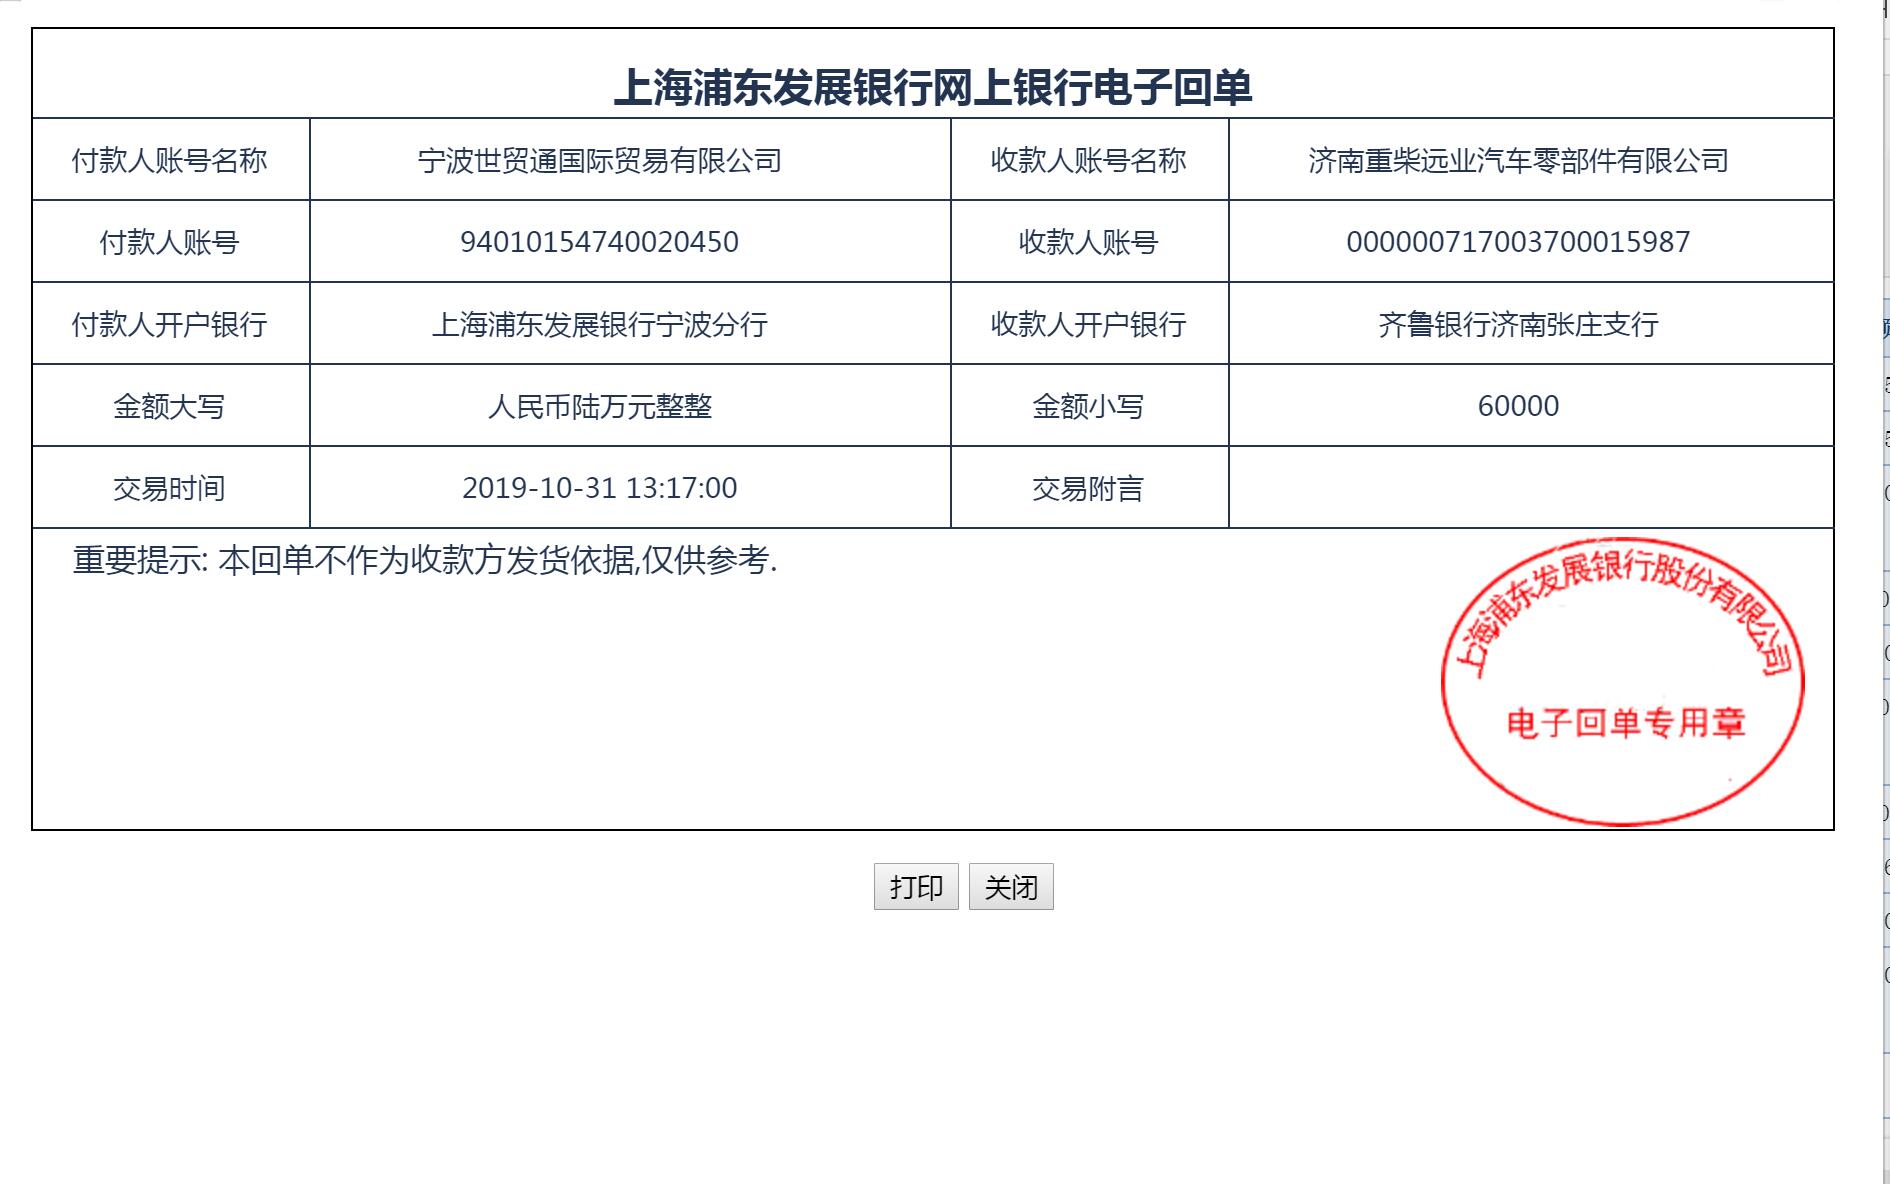 上海浦东发展银行网上银行电子回单
付款人账号名称 宁波世贸通国际贸易有限公司 收款人账号名称 济南重柴远业汽车零部件有限公司
付款人账号 94010154740020450 收款人账号 000000717003700015987
付款人开户银行 上海浦东发展银行宁波分行 收款人开户银行 齐鲁银行济南张庄支行
金额大写 人民币陆万元整整 金额小写 60000
交易时间 2019-10-31 13:17:00 交易附言
重要提示: 本回单不作为收款方发货依据,仅供参考.
上海浦东发展银行股份有限公司
电子回单专用章
打印 关闭